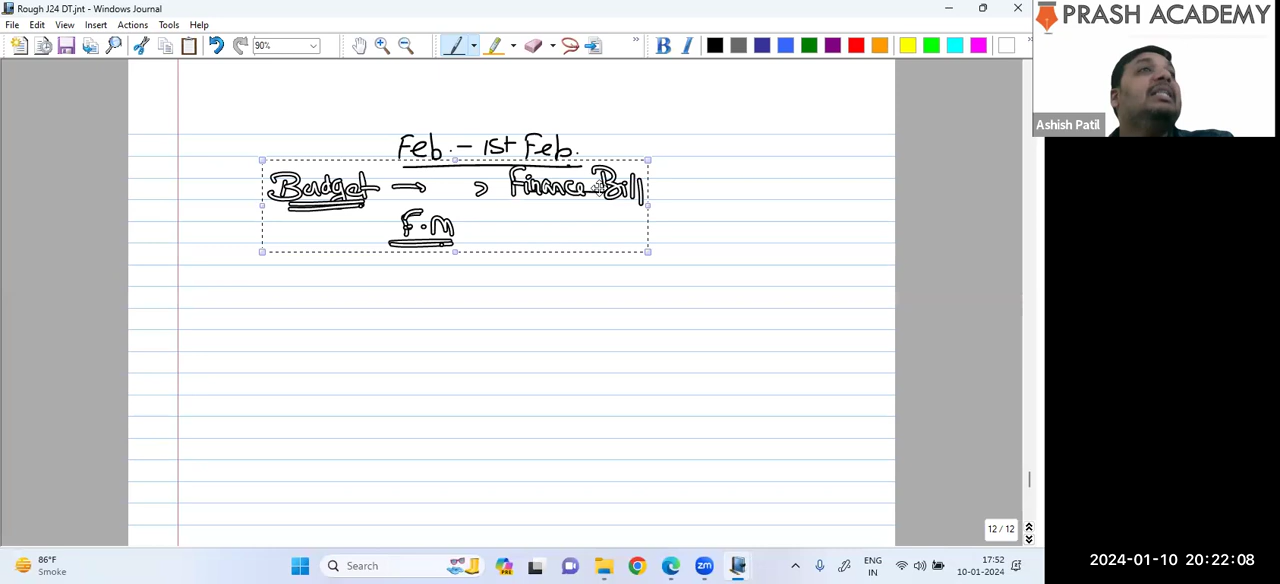 Rough J24 DT.jnt - Windows Journal
File Edit View Insert Actions Tools Help
90%
B I
PRASH ACADEMY
Ashish Patil
Feb. - 1st Feb.
Budget → > Finance Bill
F.M
12 / 12
86°F
Smoke
Search
PRE
zm
ENG
IN
17:52
10-01-2024
2024-01-10 20:22:08